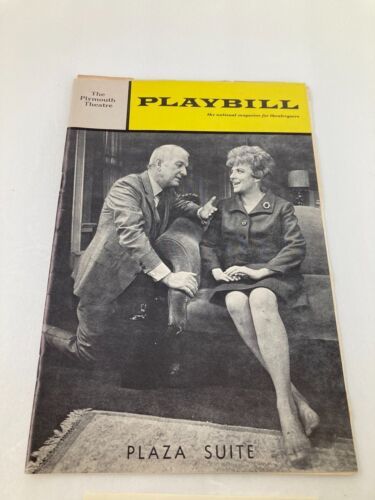 The
Plymouth
Theatre
PLAYBILL
the national magazine for theatregoers
PLAZA SUITE